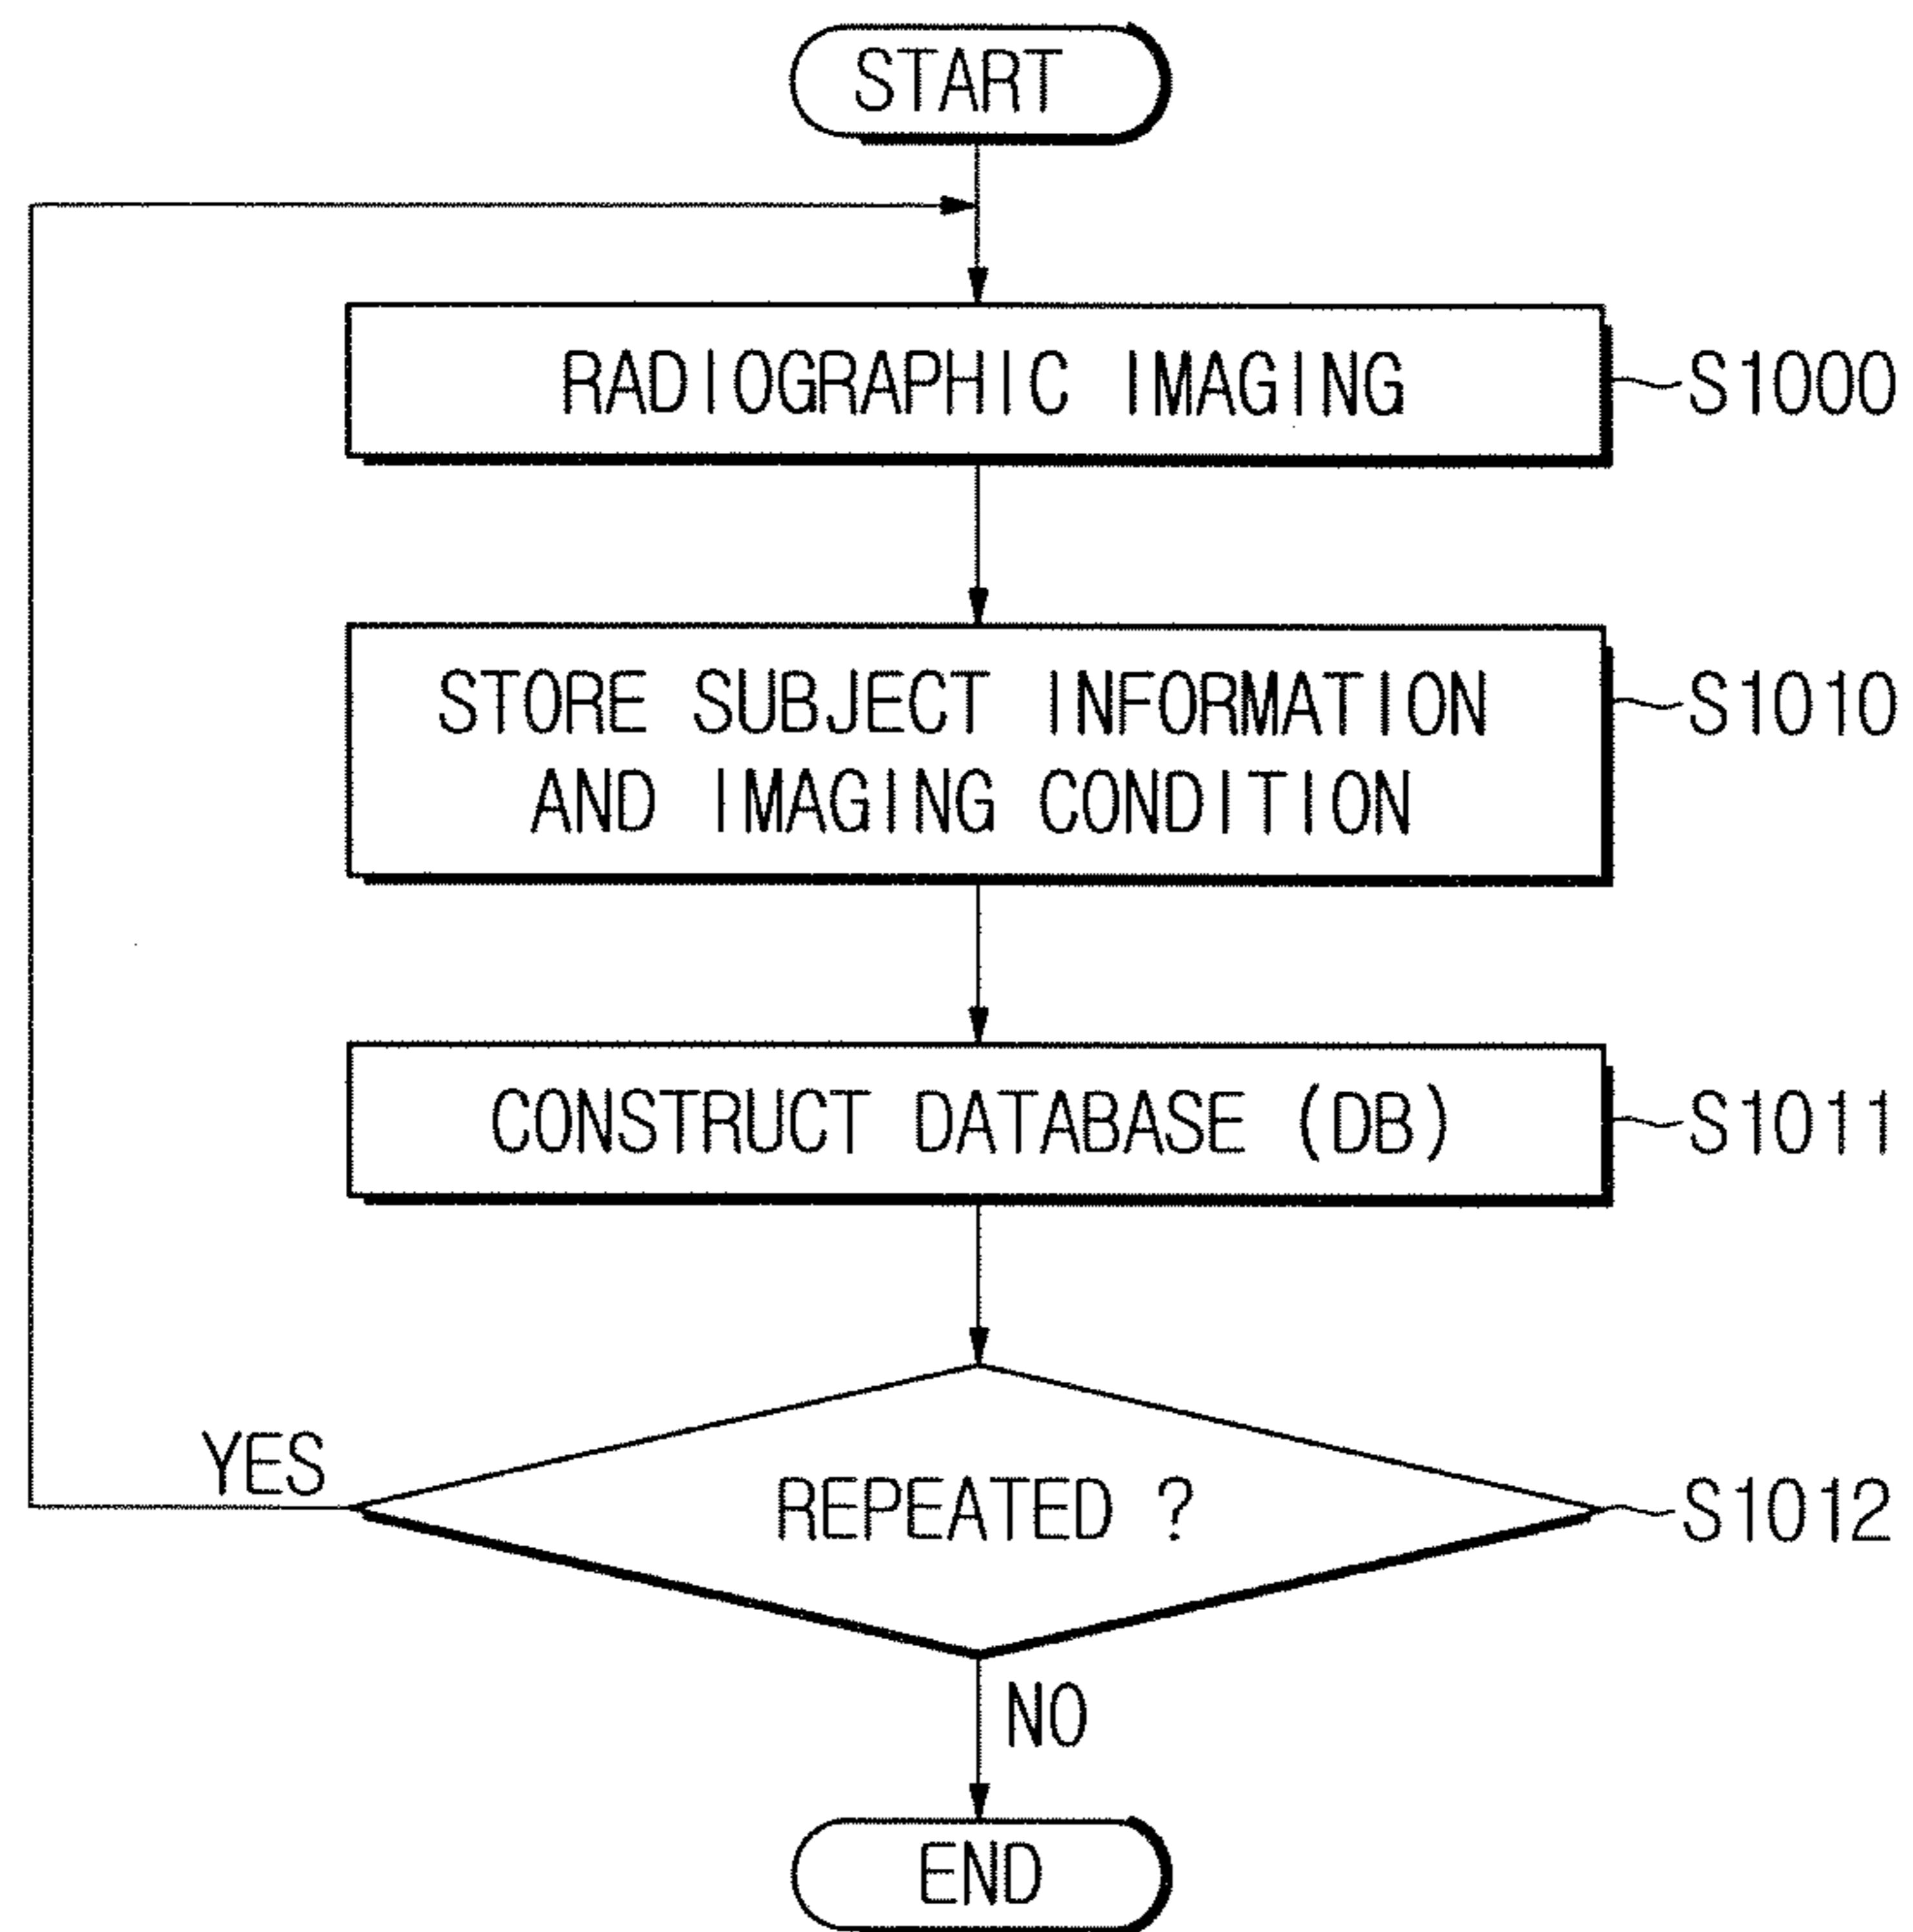 START
RADIOGRAPHIC IMAGING
S1000
STORE SUBJECT INFORMATION
AND IMAGING CONDITION
S1010
CONSTRUCT DATABASE (DB)
S1011
YES
REPEATED ?
S1012
NO
END